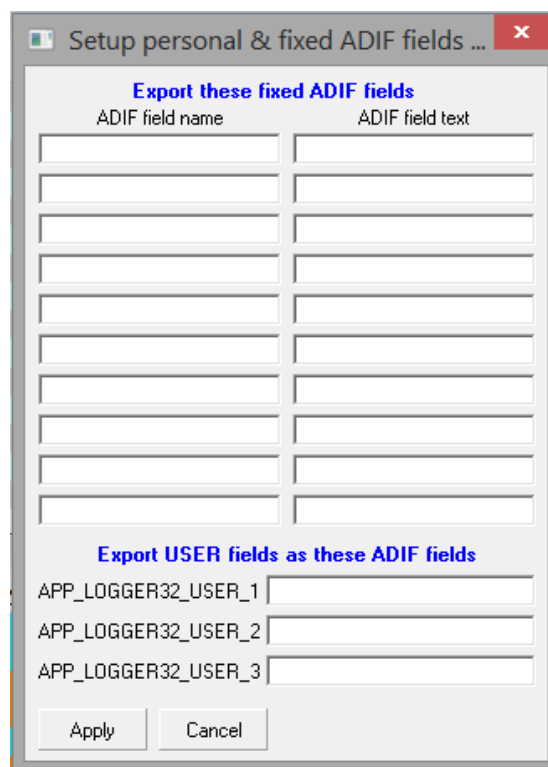 Setup personal & fixed ADIF fields ...
Export these fixed ADIF fields
ADIF field name ADIF field text
Export USER fields as these ADIF fields
APP_LOGGER32_USER_1
APP_LOGGER32_USER_2
APP_LOGGER32_USER_3
Apply Cancel